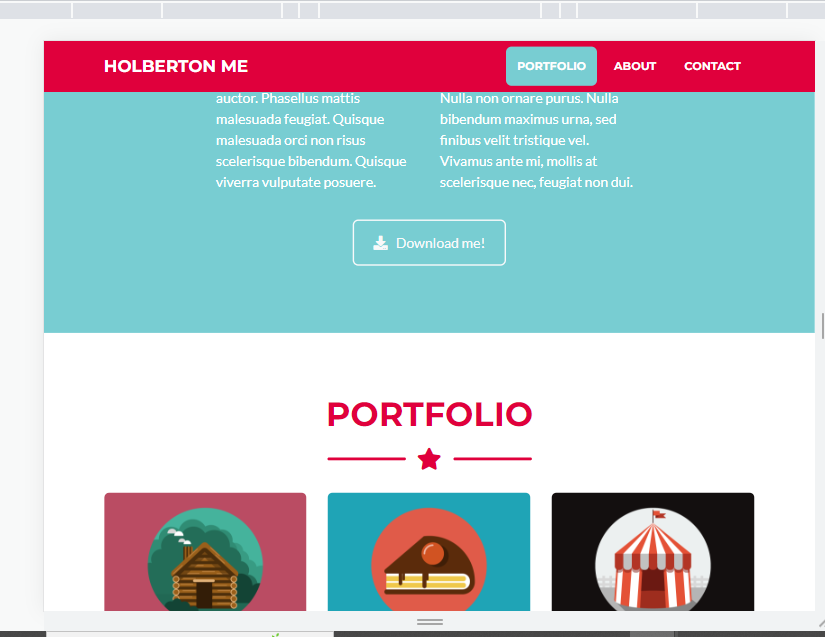 HOLBERTON ME
PORTFOLIO
ABOUT
CONTACT
auctor. Phasellus mattis
malesuada feugiat. Quisque
malesuada orci non risus
scelerisque bibendum. Quisque
viverra vulputate posuere.
Nulla non ornare purus. Nulla
bibendum maximus urna, sed
finibus velit tristique vel.
Vivamus ante mi, mollis at
scelerisque nec, feugiat non dui.
Download me!
PORTFOLIO